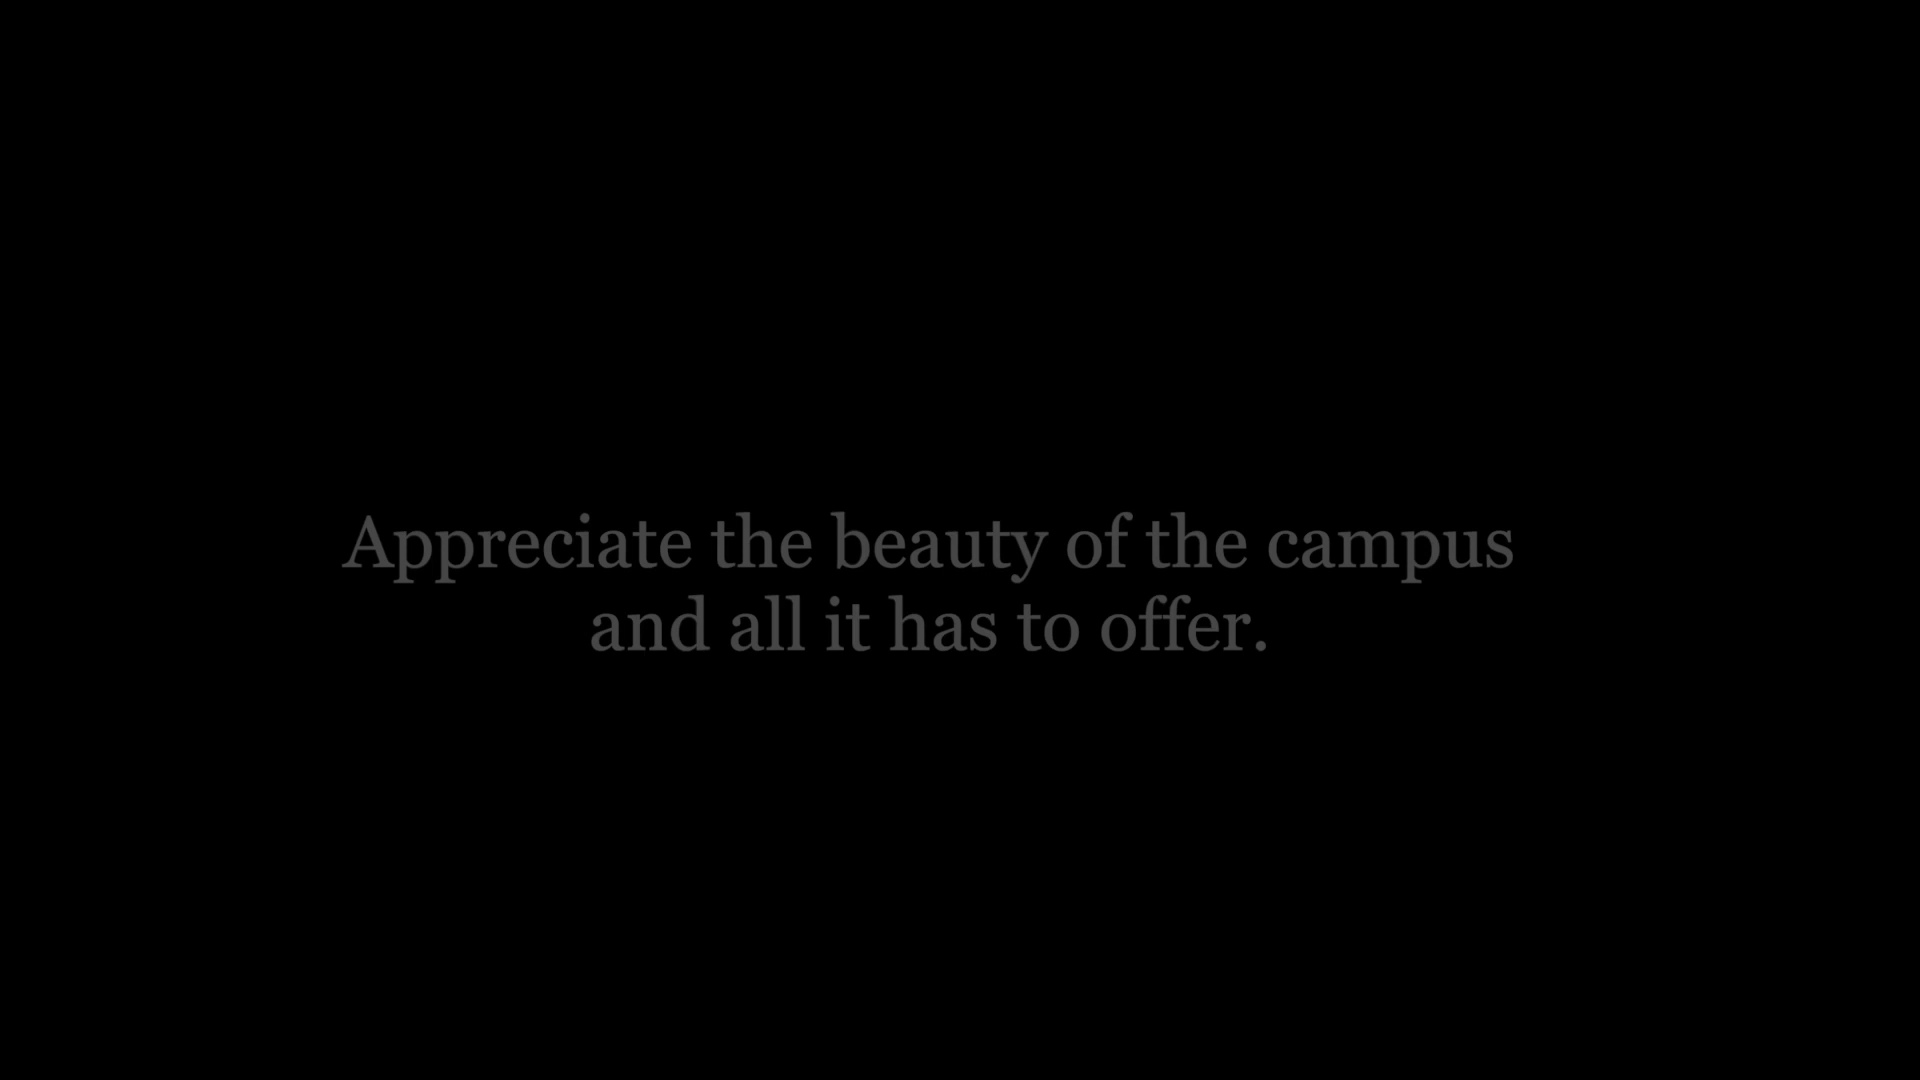 Appreciate the beauty of the campus
and all it has to offer.